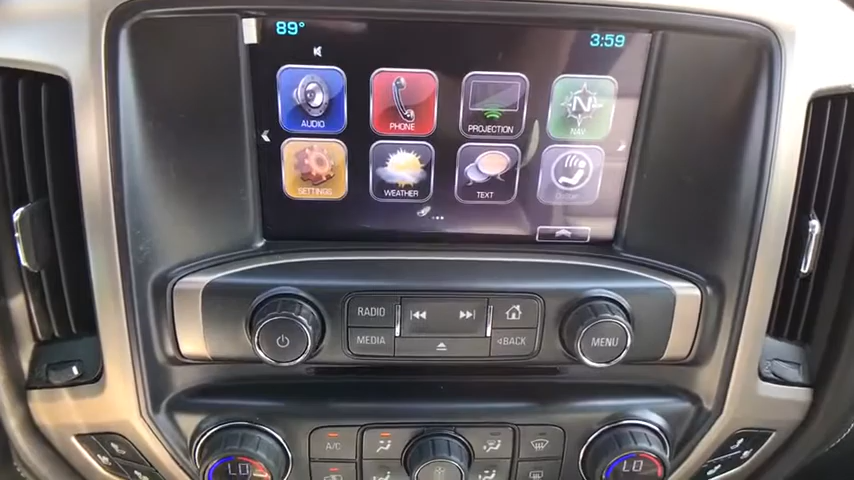 89° 3:59
AUDIO PHONE PROJECTION NAV
SETTINGS WEATHER TEXT
RADIO
MEDIA BACK MENU
A/C
LO LO